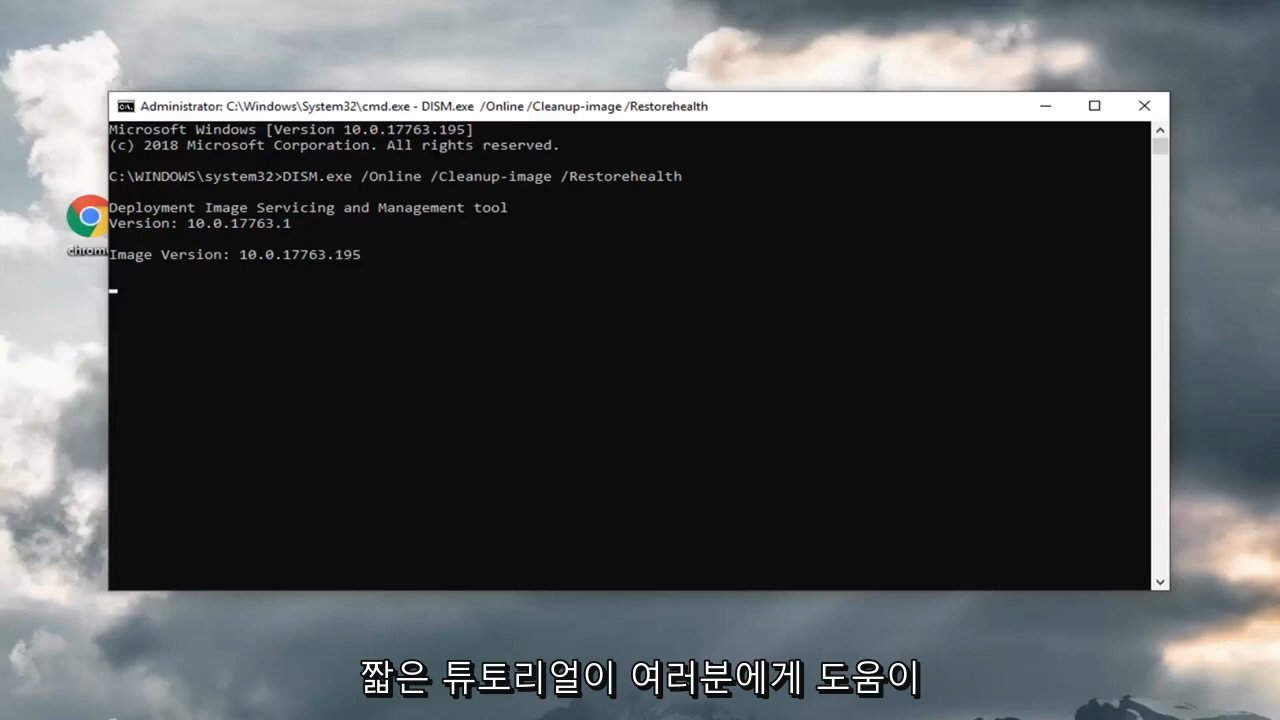 Administrator: C:\Windows\System32\cmd.exe - DISM.exe /Online /Cleanup-image /Restorehealth
Microsoft Windows [Version 10.0.17763.195]
(c) 2018 Microsoft Corporation. All rights reserved.
C:\WINDOWS\system32>DISM.exe /Online /Cleanup-image /Restorehealth
Deployment Image Servicing and Management tool
Version: 10.0.17763.1
Image Version: 10.0.17763.195
짧은 튜토리얼이 여러분에게 도움이